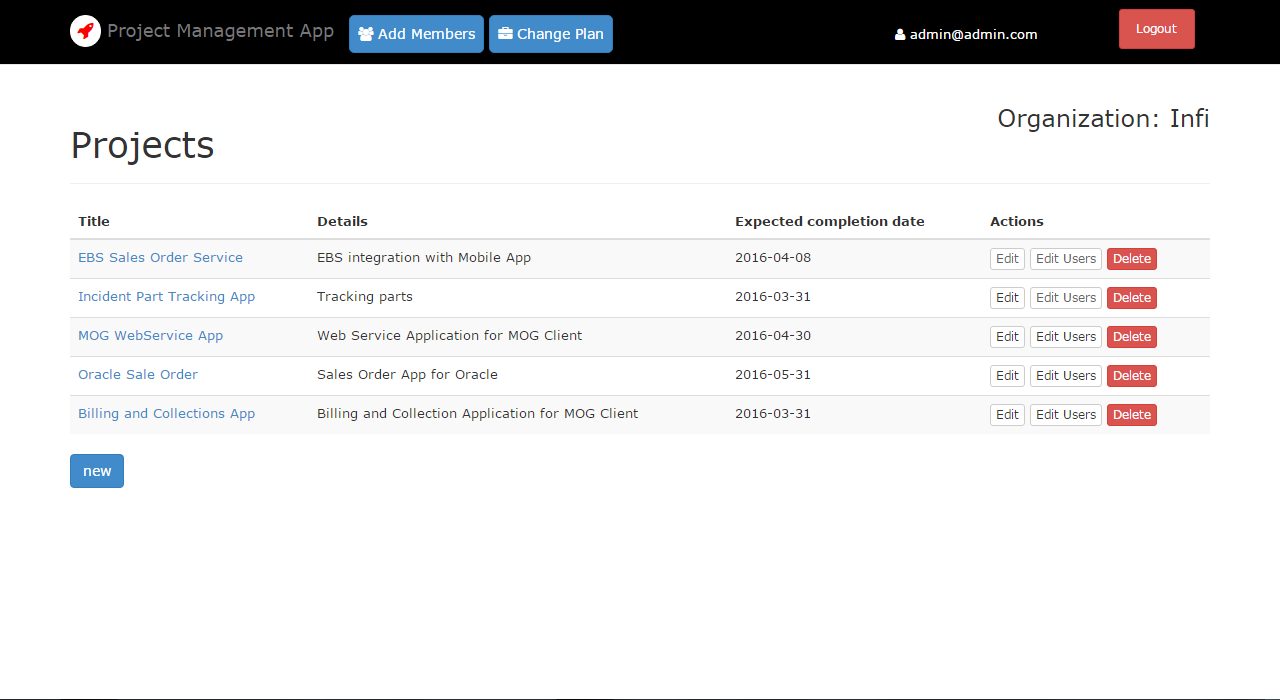 Project Management App Add Members Change Plan admin@admin.com Logout
Organization: Infi
Projects
Title Details Expected completion date Actions
EBS Sales Order Service EBS integration with Mobile App 2016-04-08 Edit Edit Users Delete
Incident Part Tracking App Tracking parts 2016-03-31 Edit Edit Users Delete
MOG WebService App Web Service Application for MOG Client 2016-04-30 Edit Edit Users Delete
Oracle Sale Order Sales Order App for Oracle 2016-05-31 Edit Edit Users Delete
Billing and Collections App Billing and Collection Application for MOG Client 2016-03-31 Edit Edit Users Delete
new